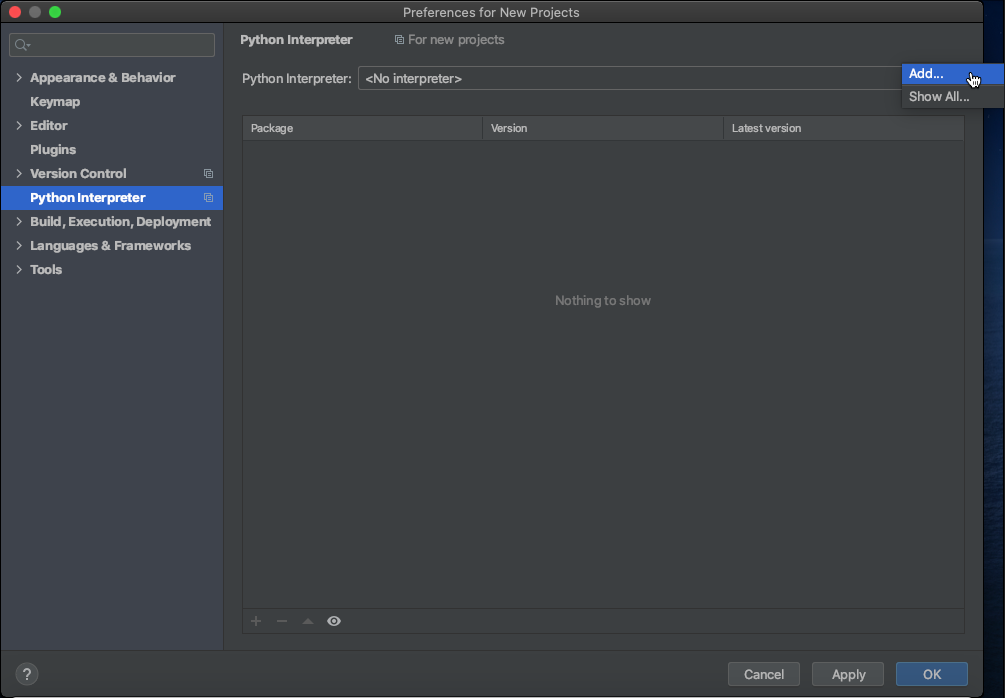 Preferences for New Projects
Appearance & Behavior
Keymap
Editor
Plugins
Version Control
Python Interpreter
Build, Execution, Deployment
Languages & Frameworks
Tools
Python Interpreter For new projects
Python Interpreter: <No interpreter>
Add...
Show All...
Package Version Latest version
Nothing to show
? Cancel Apply OK